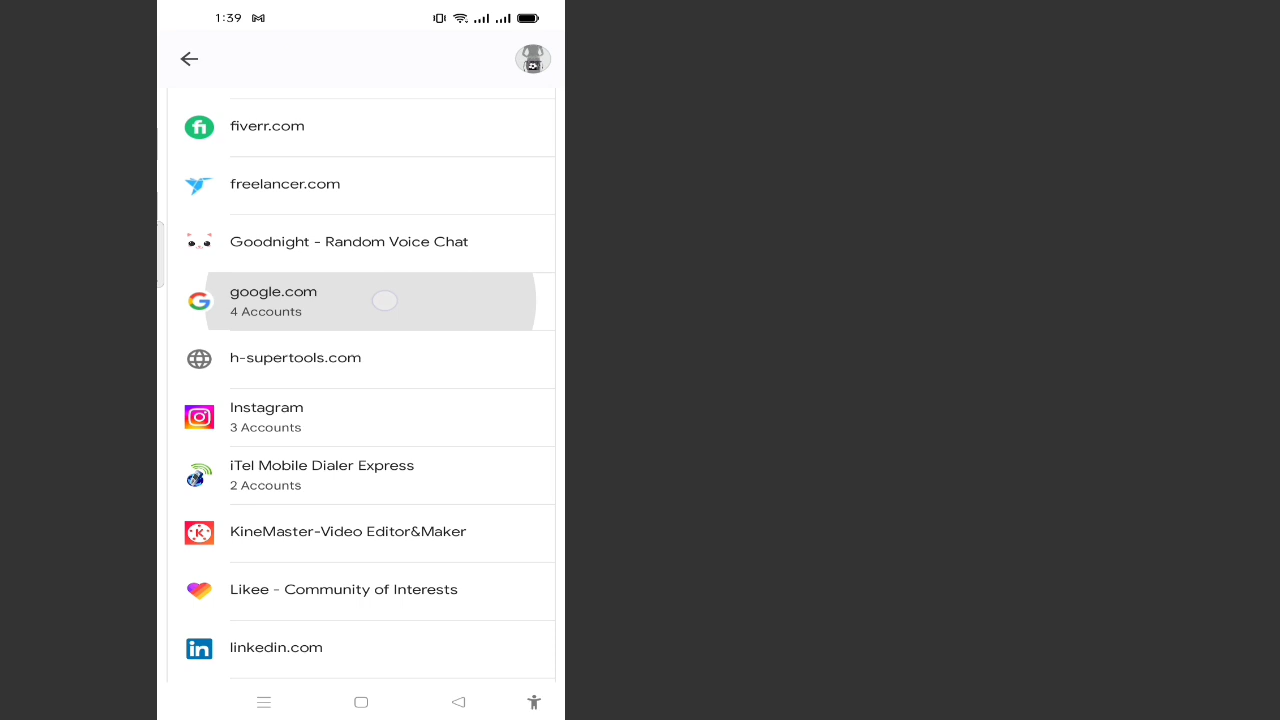 1:39
fiverr.com
freelancer.com
Goodnight - Random Voice Chat
google.com
4 Accounts
h-supertools.com
Instagram
3 Accounts
iTel Mobile Dialer Express
2 Accounts
KineMaster-Video Editor&Maker
Likee - Community of Interests
linkedin.com